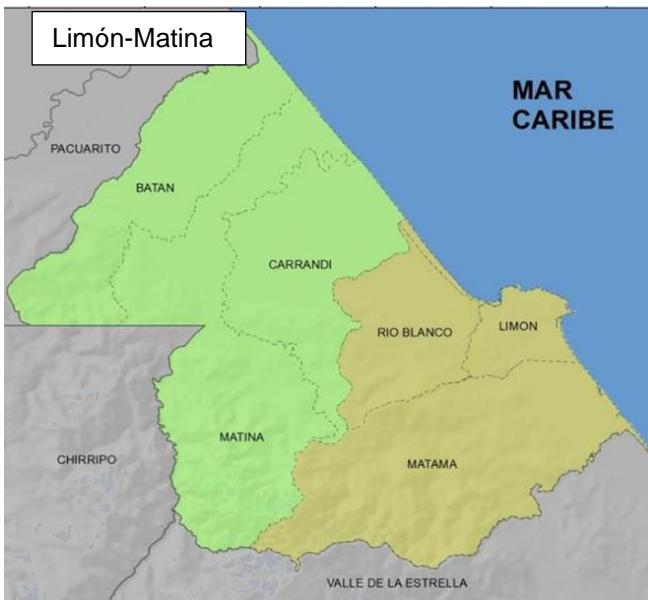 Limón-Matina
MAR
CARIBE
PACUARITO
BATAN
CARRANDI
RIO BLANCO
LIMON
MATINA
CHIRRIPO
MATAMA
VALLE DE LA ESTRELLA